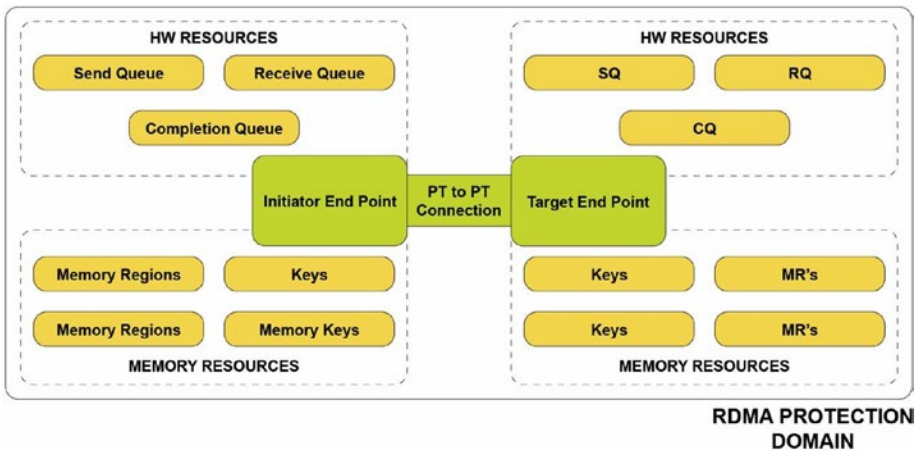 HW RESOURCES
Send Queue
Receive Queue
Completion Queue
HW RESOURCES
SQ
RQ
CQ
Initiator End Point
PT to PT
Connection
Target End Point
Memory Regions
Keys
Memory Regions
Memory Keys
MEMORY RESOURCES
Keys
MR's
Keys
MR's
MEMORY RESOURCES
RDMA PROTECTION
DOMAIN